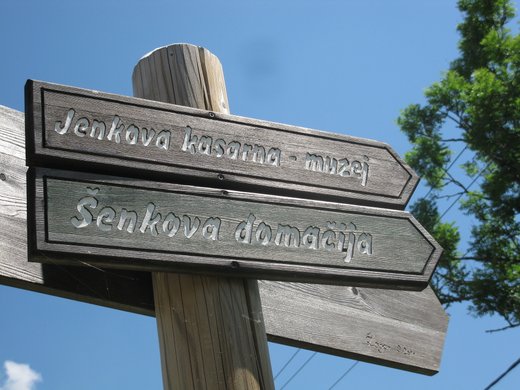 Jenkova kasarna - muzej
Šenkova domačija